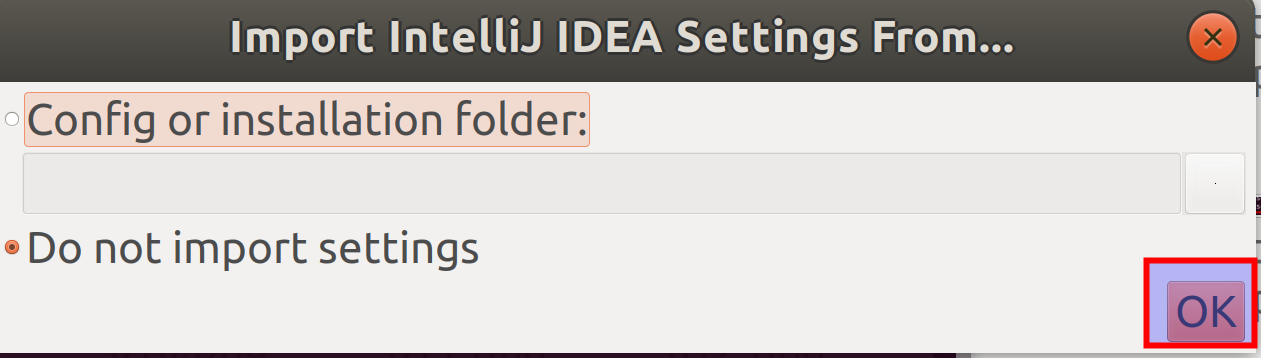 Import IntelliJ IDEA Settings From...
Config or installation folder:
Do not import settings
OK